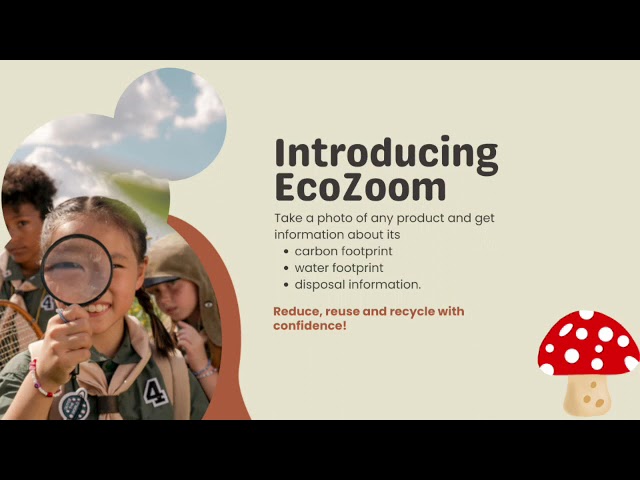 Introducing
EcoZoom
Take a photo of any product and get
information about its
• carbon footprint
• water footprint
• disposal information.
Reduce, reuse and recycle with
confidence!
4
4